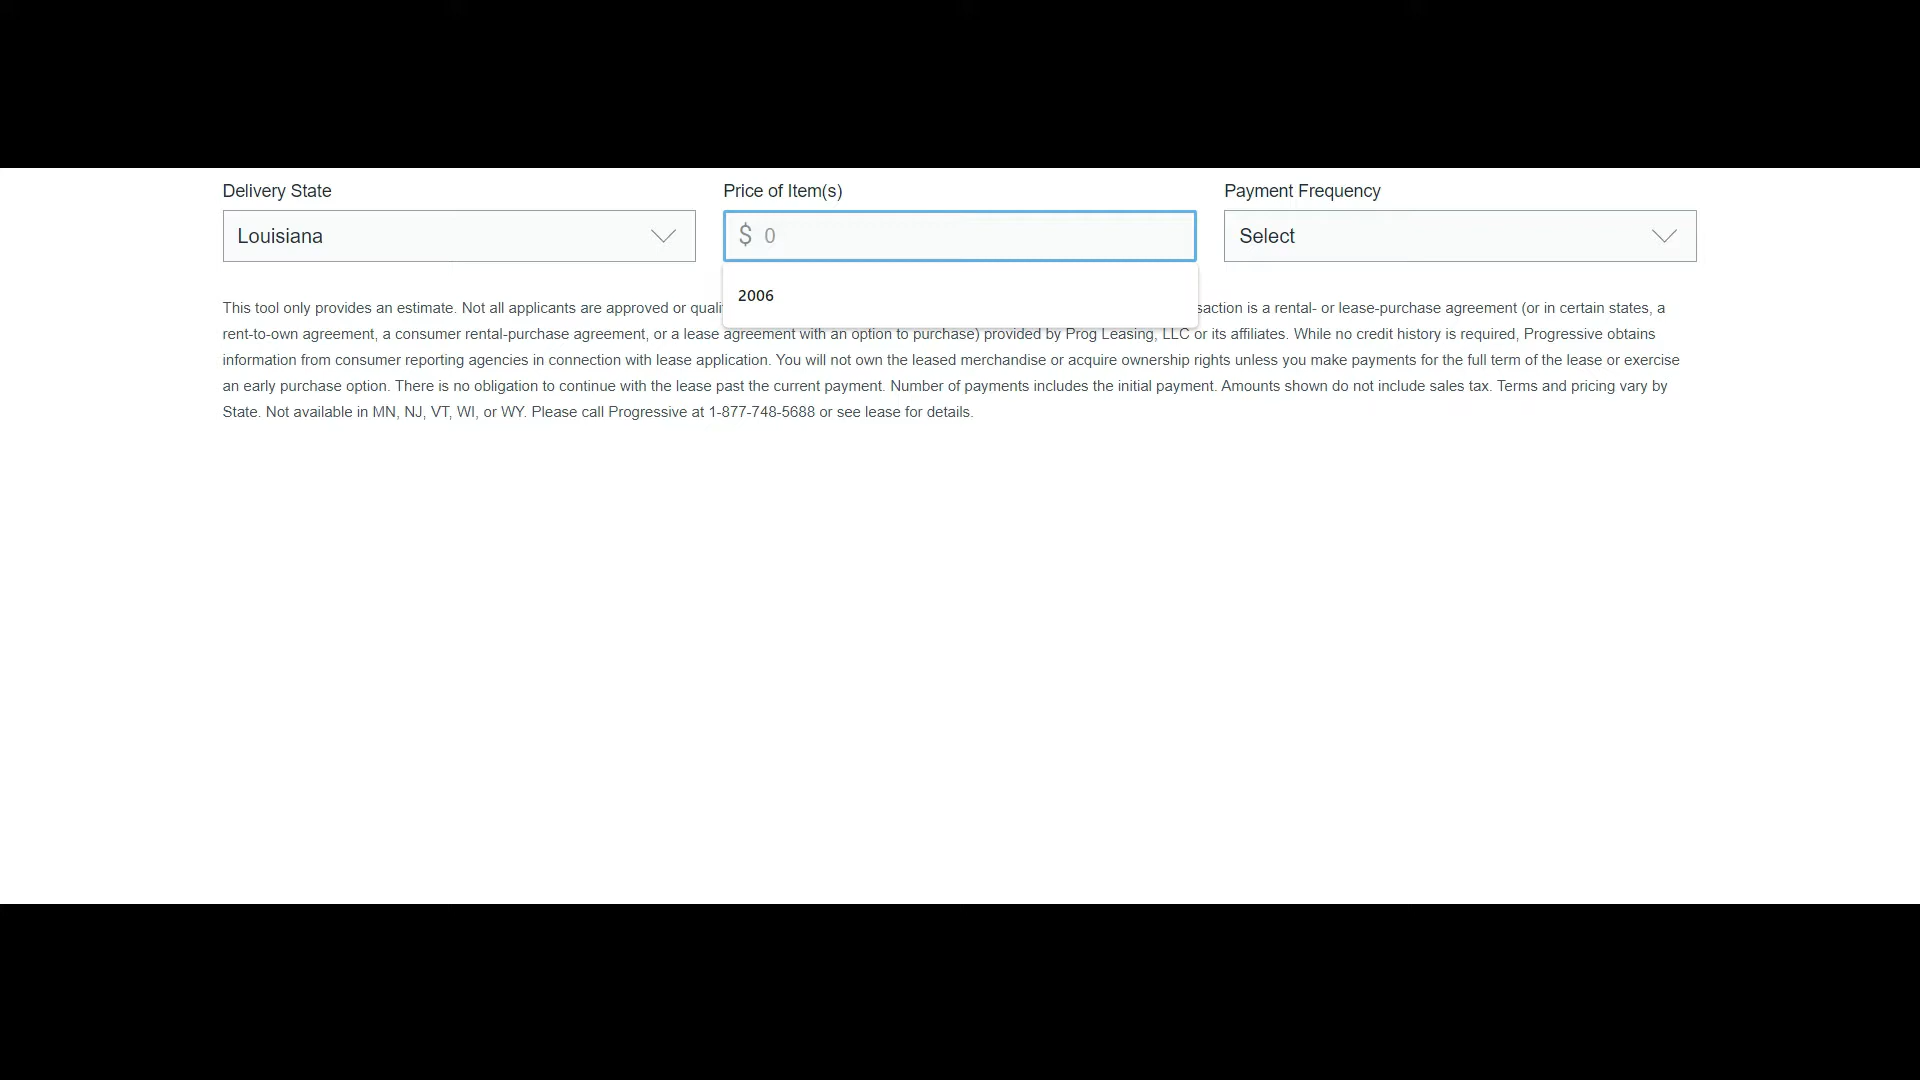 Delivery State
Louisiana
Price of Item(s)
$ 0
2006
Payment Frequency
Select
This tool only provides an estimate. Not all applicants are approved or saction is a rental- or lease-purchase agreement (or in certain states, a
rent-to-own agreement, a consumer rental-purchase agreement, or a lease agreement with an option to purchase) provided by Prog Leasing, LLC or its affiliates. While no credit history is required, Progressive obtains
information from consumer reporting agencies in connection with lease application. You will not own the leased merchandise or acquire ownership rights unless you make payments for the full term of the lease or exercise
an early purchase option. There is no obligation to continue with the lease past the current payment. Number of payments includes the initial payment. Amounts shown do not include sales tax. Terms and pricing vary by
State. Not available in MN, NJ, VT, WI, or WY. Please call Progressive at 1-877-748-5688 or see lease for details.